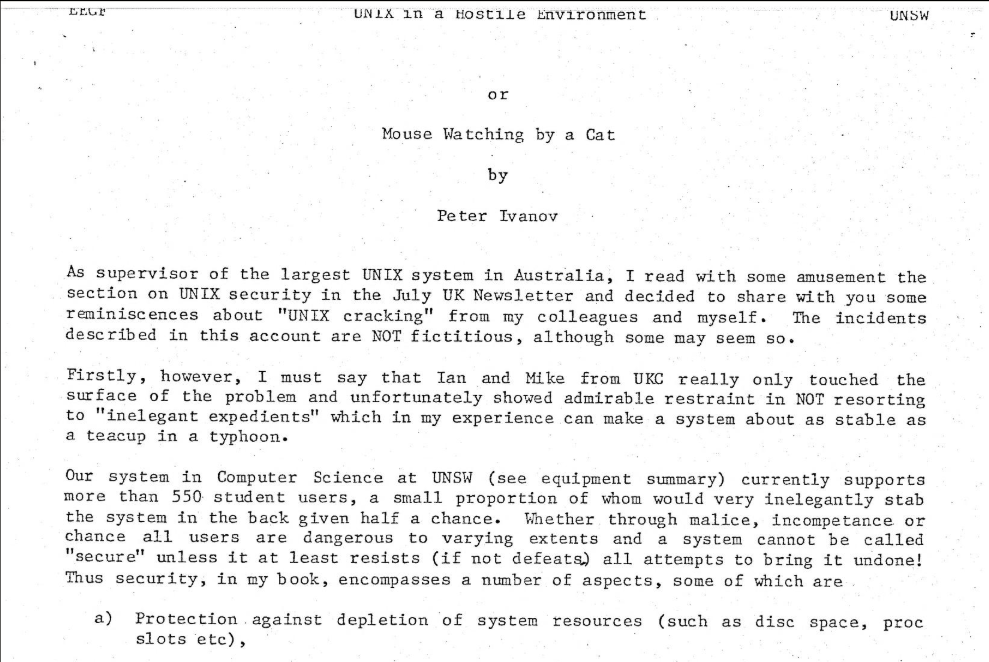 UNIX in a Hostile Environment UNSW
or
Mouse Watching by a Cat
by
Peter Ivanov
As supervisor of the largest UNIX system in Australia, I read with some amusement the
section on UNIX security in the July UK Newsletter and decided to share with you some
reminiscences about "UNIX cracking" from my colleagues and myself. The incidents
described in this account are NOT fictitious, although some may seem so.
Firstly, however, I must say that Ian and Mike from UKC really only touched the
surface of the problem and unfortunately showed admirable restraint in NOT resorting
to "inelegant expedients" which in my experience can make a system about as stable as
a teacup in a typhoon.
Our system in Computer Science at UNSW (see equipment summary) currently supports
more than 550 student users, a small proportion of whom would very inelegantly stab
the system in the back given half a chance. Whether through malice, incompetance or
chance all users are dangerous to varying extents and a system cannot be called
"secure" unless it at least resists (if not defeats) all attempts to bring it undone!
Thus security, in my book, encompasses a number of aspects, some of which are
a) Protection against depletion of system resources (such as disc space, proc
slots etc),